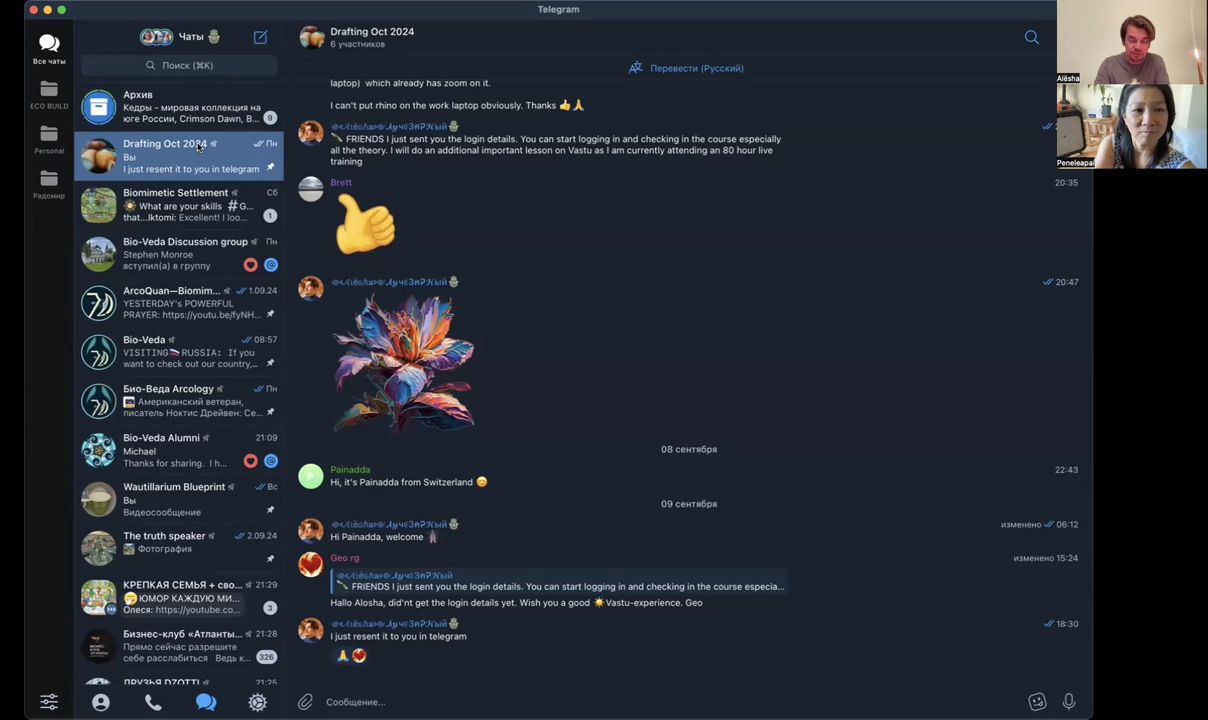 Telegram
Все чаты
ECO BUILD
Personal
Радомир
Чаты
Поиск (⌘K)
Архив
Кедры - мировая коллекция на
юге России, Crimson Dawn, B...
9
Drafting Oct 2024
Пн
Вы
I just resent it to you in telegram
Biomimetic Settlement
Сб
What are your skills #G...
that...Iktomi: Excellent! I loo...
1
Bio-Veda Discussion group
Пн
Stephen Monroe
вступил(а) в группу
@
ArcoQuan—Biomim...
1.09.24
YESTERDAY's POWERFUL
PRAYER: https://youtu.be/fyNH...
Bio-Veda
08:57
VISITING🇷🇺RUSSIA: If you
want to check out our country,...
Био-Веда Arcology
Пн
Американский ветеран,
писатель Ноктис Дрейвен: Се...
Bio-Veda Alumni
21:09
Michael
Thanks for sharing. I h...
@
Wautillarium Blueprint
Вс
Вы
Видеосообщение
The truth speaker
2.09.24
Фотография
КРЕПКАЯ СЕМЬЯ + сво...
21:29
ЮМОР КАЖДУЮ МИ...
Олеся: https://youtube.co...
3
Бизнес-клуб «Атланты...
21:28
Прямо сейчас разрешите
себе расслабиться Ведь к...
326
21:25
Drafting Oct 2024
6 участников
Перевести (Русский)
laptop) which already has zoom on it.
I can't put rhino on the work laptop obviously. Thanks 👍🙏
FRIENDS I just sent you the login details. You can start logging in and checking in the course especially
all the theory. I will do an additional important lesson on Vastu as I am currently attending an 80 hour live
training
Brett
20:35
20:47
08 сентября
Painadda
P
Hi, it's Painadda from Switzerland 😊
22:43
09 сентября
изменено 06:12
Hi Painadda, welcome
Geo rg
изменено 15:24
FRIENDS I just sent you the login details. You can start logging in and checking in the course especia...
Hallo Alosha, did'nt get the login details yet. Wish you a good ☀️Vastu-experience. Geo
18:30
I just resent it to you in telegram
Сообщение...
Alësha
Peneleapai